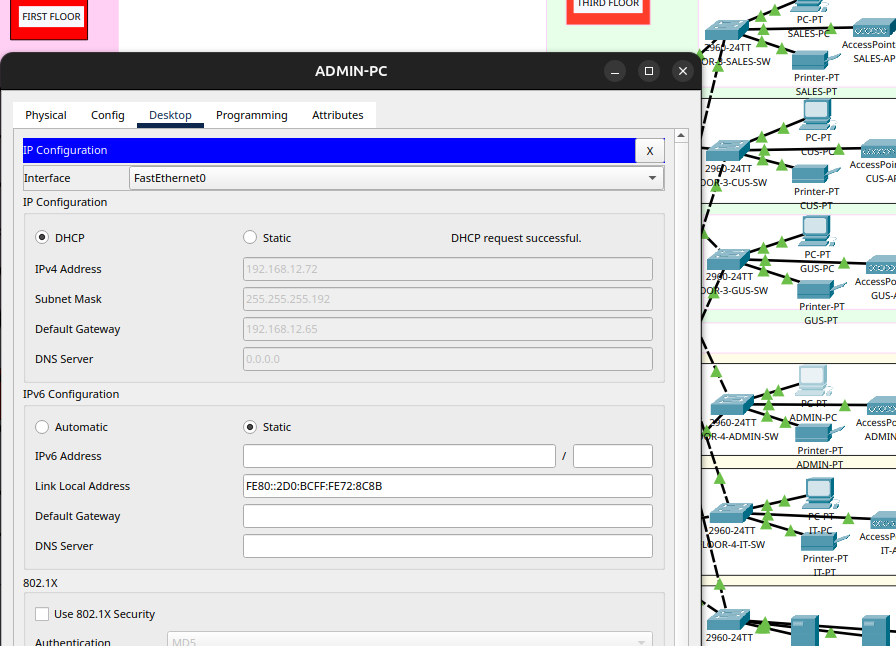 FIRST FLOOR
THIRD FLOOR
ADMIN-PC
Physical
Config
Desktop
Programming
Attributes
IP Configuration
X
Interface
FastEthernet0
IP Configuration
DHCP
Static
DHCP request successful.
IPv4 Address
192.168.12.72
Subnet Mask
255.255.255.192
Default Gateway
192.168.12.65
DNS Server
0.0.0.0
IPv6 Configuration
Automatic
Static
IPv6 Address
/
Link Local Address
FE80::2D0:BCFF:FE72:8C8B
Default Gateway
DNS Server
802.1X
Use 802.1X Security
Authentication
MD5
PC-PT
SALES-PC
2960-24TT
OR-3-SALES-SW
AccessPoint
SALES-AP
Printer-PT
SALES-PT
PC-PT
CUS-PC
2960-24TT
OOR-3-CUS-SW
AccessPoin
CUS-AP
Printer-PT
CUS-PT
PC-PT
GUS-PC
2960-24TT
OOR-3-GUS-SW
AccessPo
GUS-A
Printer-PT
GUS-PT
PC-PT
ADMIN-PC
2960-24TT
OR-4-ADMIN-SW
AccessPo
ADMIN
Printer-PT
ADMIN-PT
PC-PT
IT-PC
2960-24TT
LOOR-4-IT-SW
AccessP
IT-A
Printer-PT
IT-PT
2960-24TT